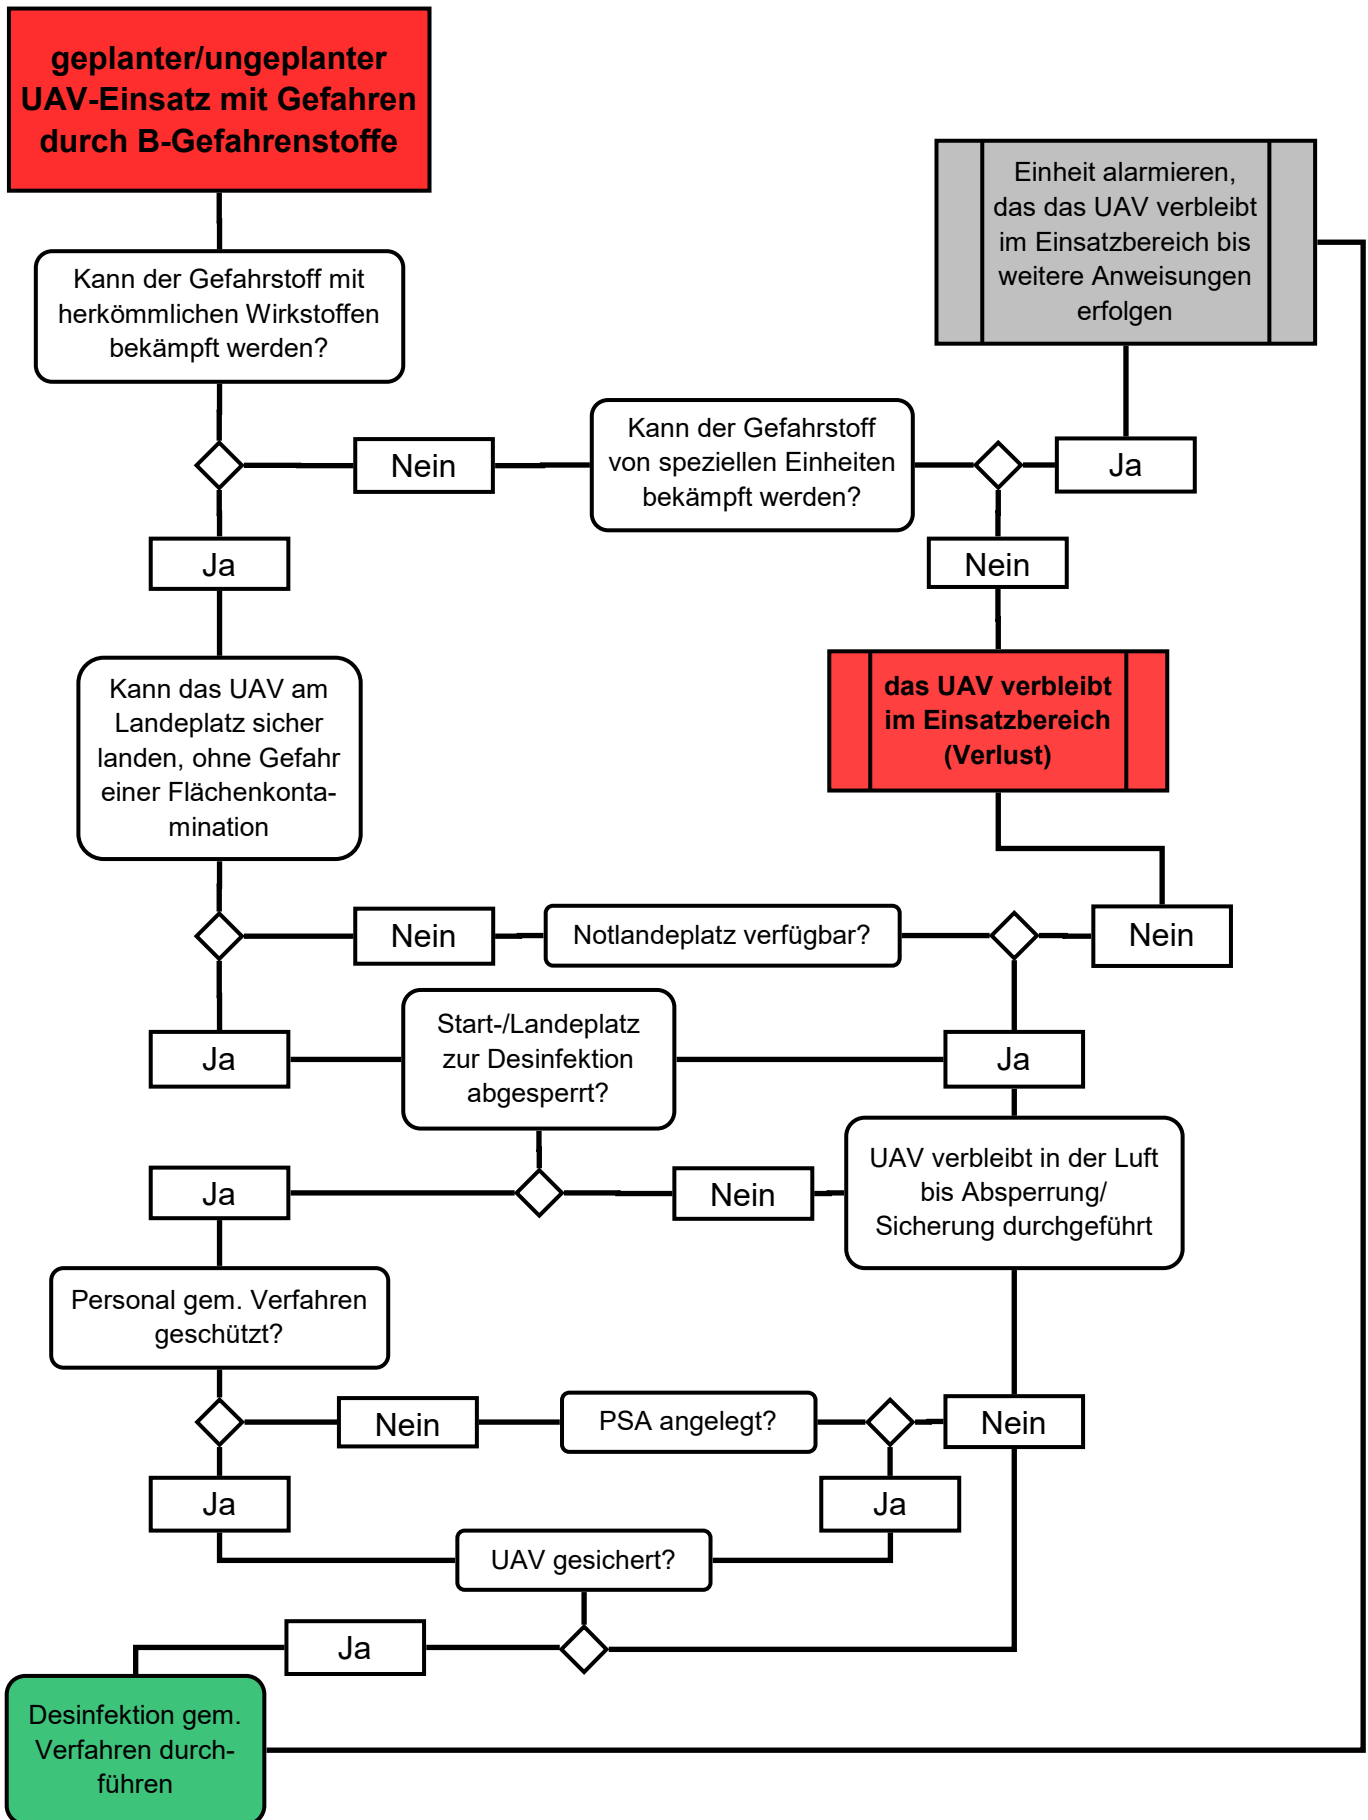 geplanter/ungeplanter
UAV-Einsatz mit Gefahren
durch B-Gefahrenstoffe
Einheit alarmieren,
das das UAV verbleibt
im Einsatzbereich bis
weitere Anweisungen
erfolgen
Kann der Gefahrstoff mit
herkömmlichen Wirkstoffen
bekämpft werden?
Nein
Kann der Gefahrstoff
von speziellen Einheiten
bekämpft werden?
Ja
Ja
Nein
Kann das UAV am
Landeplatz sicher
landen, ohne Gefahr
einer Flächenkonta-
mination
das UAV verbleibt
im Einsatzbereich
(Verlust)
Nein
Notlandeplatz verfügbar?
Nein
Ja
Start-/Landeplatz
zur Desinfektion
abgesperrt?
Ja
Ja
Nein
UAV verbleibt in der Luft
bis Absperrung/
Sicherung durchgeführt
Personal gem. Verfahren
geschützt?
Nein
PSA angelegt?
Nein
Ja
Ja
UAV gesichert?
Ja
Desinfektion gem.
Verfahren durch-
führen